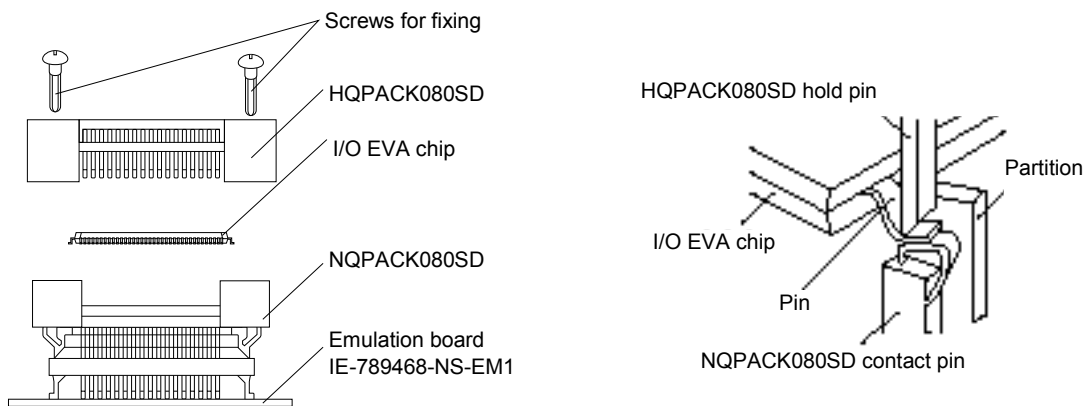 Screws for fixing
HQPACK080SD
I/O EVA chip
NQPACK080SD
Emulation board
IE-789468-NS-EM1
HQPACK080SD hold pin
Partition
I/O EVA chip
Pin
NQPACK080SD contact pin